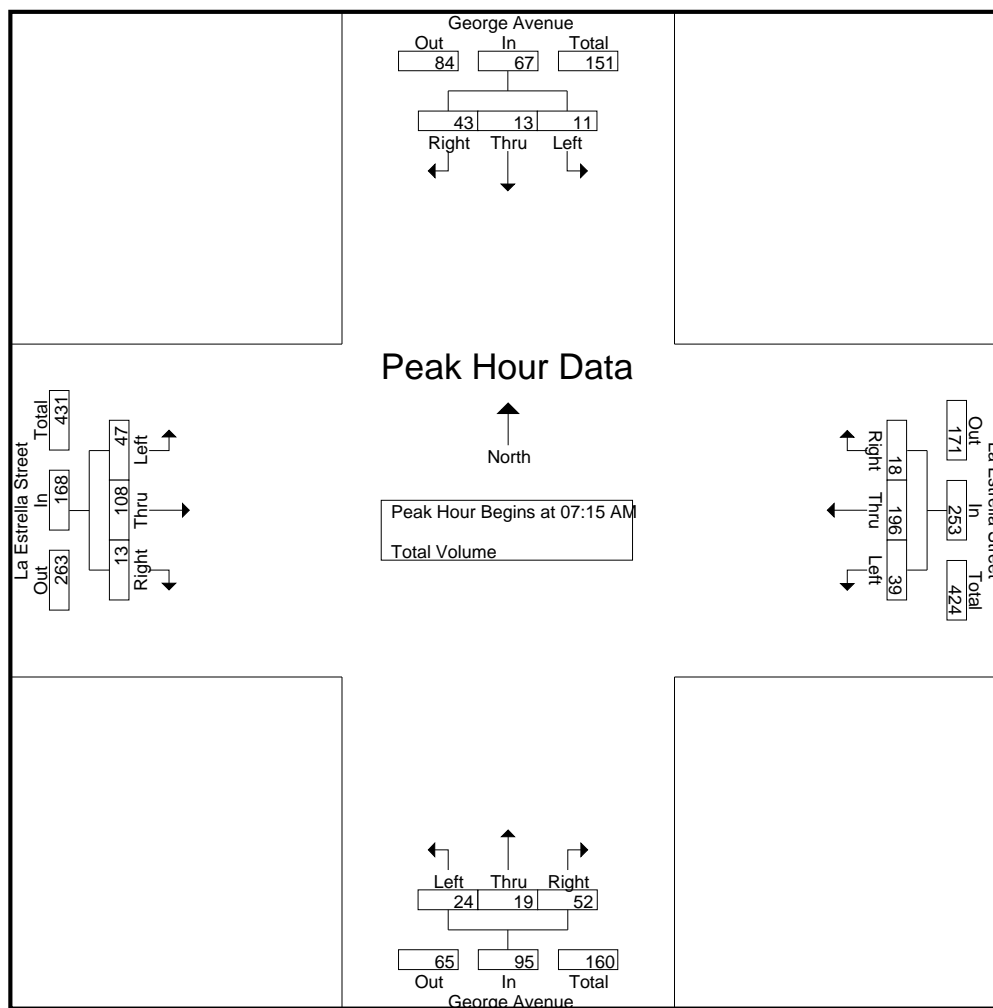 George Avenue
Out In Total
84 67 151
43 13 11
Right Thru Left
Peak Hour Data
North
Peak Hour Begins at 07:15 AM
Total Volume
La Estrella Street
Out In Total
263 168 431
13 108 47
Right Thru Left
La Estrella Street
Out In Total
171 253 424
18 196 39
Right Thru Left
Left Thru Right
24 19 52
65 95 160
Out In Total
George Avenue